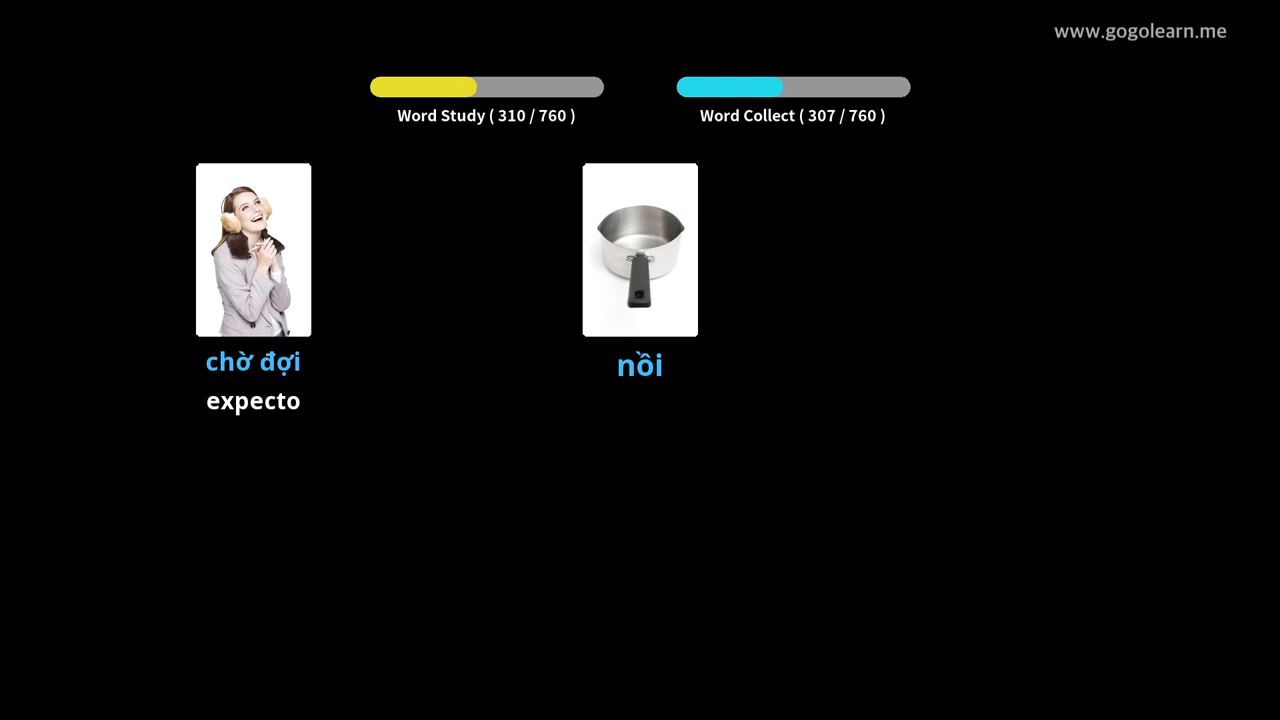 www.gogolearn.me
Word Study ( 310 / 760 )
Word Collect ( 307 / 760 )
chờ đợi
expecto
nồi